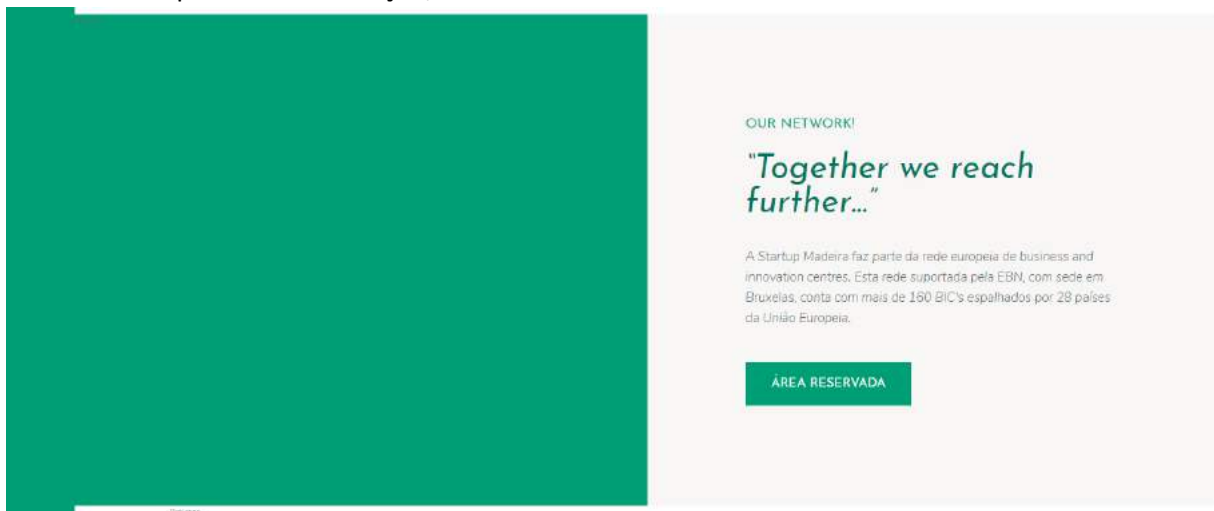 OUR NETWORK!
"Together we reach
further..."
A Startup Madeira faz parte da rede europeia de business and
innovation centres. Esta rede suportada pela EBN, com sede em
Bruxelas, conta com mais de 160 BIC's espalhados por 28 países
da União Europeia.
ÁREA RESERVADA